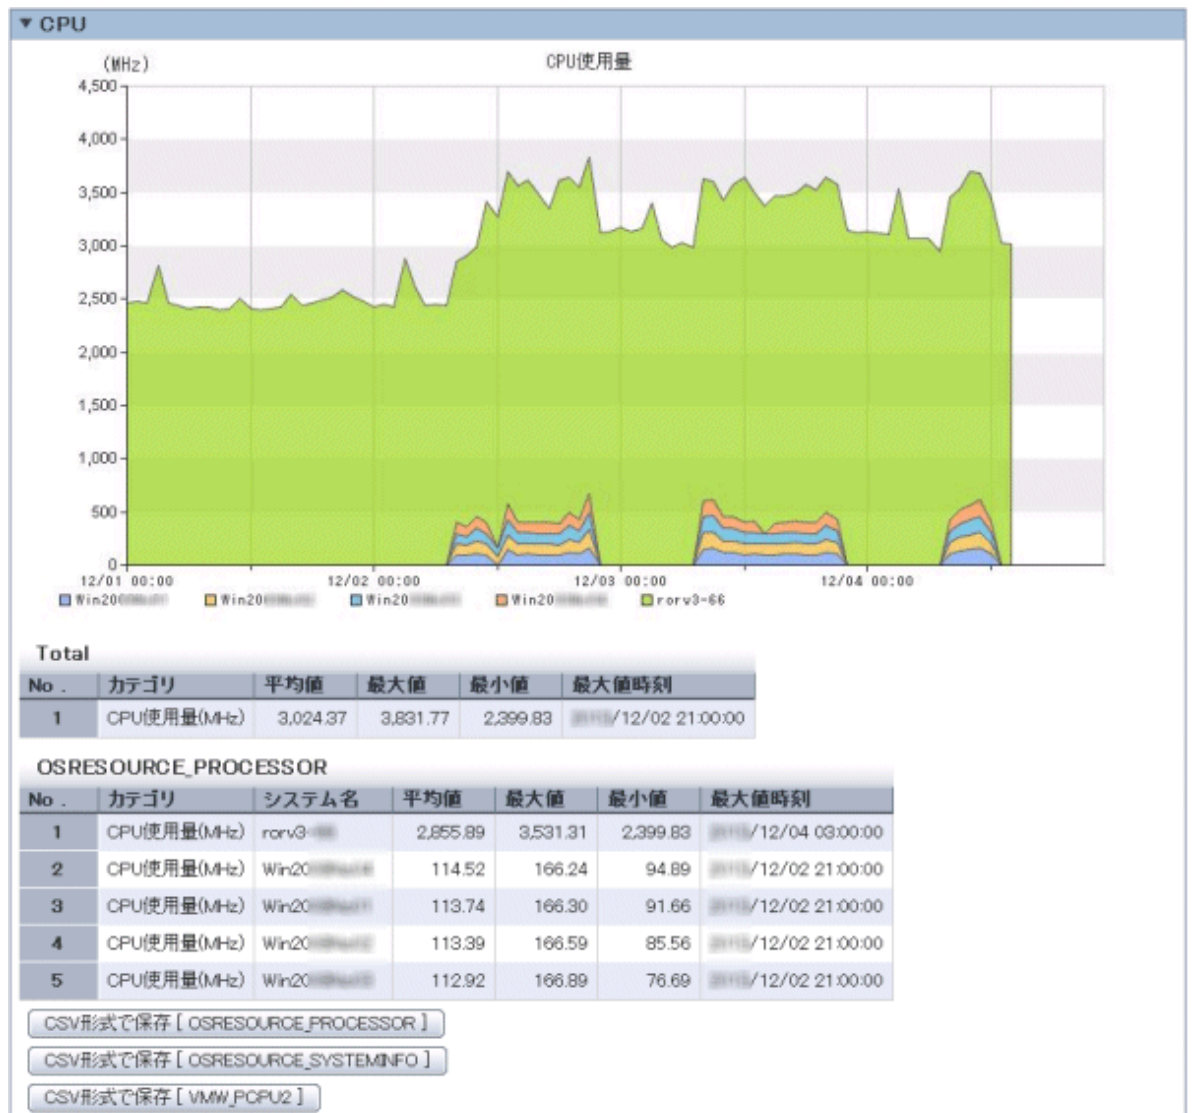 ▼ CPU
(MHz)
CPU使用量
4,500
4,000
3,500
3,000
2,500
2,000
1,500
1,000
500
0
12/01 00:00 12/02 00:00 12/03 00:00 12/04 00:00
Win20 Win20 Win20 Win20 rorv3-66
Total
No . カテゴリ 平均値 最大値 最小値 最大値時刻
1 CPU使用量(MHz) 3,024.37 3,831.77 2,399.83 /12/02 21:00:00
OSRESOURCE_PROCESSOR
No . カテゴリ システム名 平均値 最大値 最小値 最大値時刻
1 CPU使用量(MHz) rorv3- 2,855.89 3,531.31 2,399.83 /12/04 03:00:00
2 CPU使用量(MHz) Win20 114.52 166.24 94.89 /12/02 21:00:00
3 CPU使用量(MHz) Win20 113.74 166.30 91.66 /12/02 21:00:00
4 CPU使用量(MHz) Win20 113.39 166.59 85.56 /12/02 21:00:00
5 CPU使用量(MHz) Win20 112.92 166.89 76.69 /12/02 21:00:00
CSV形式で保存 [ OSRESOURCE_PROCESSOR ]
CSV形式で保存 [ OSRESOURCE_SYSTEMINFO ]
CSV形式で保存 [ VMW_PCPU2 ]